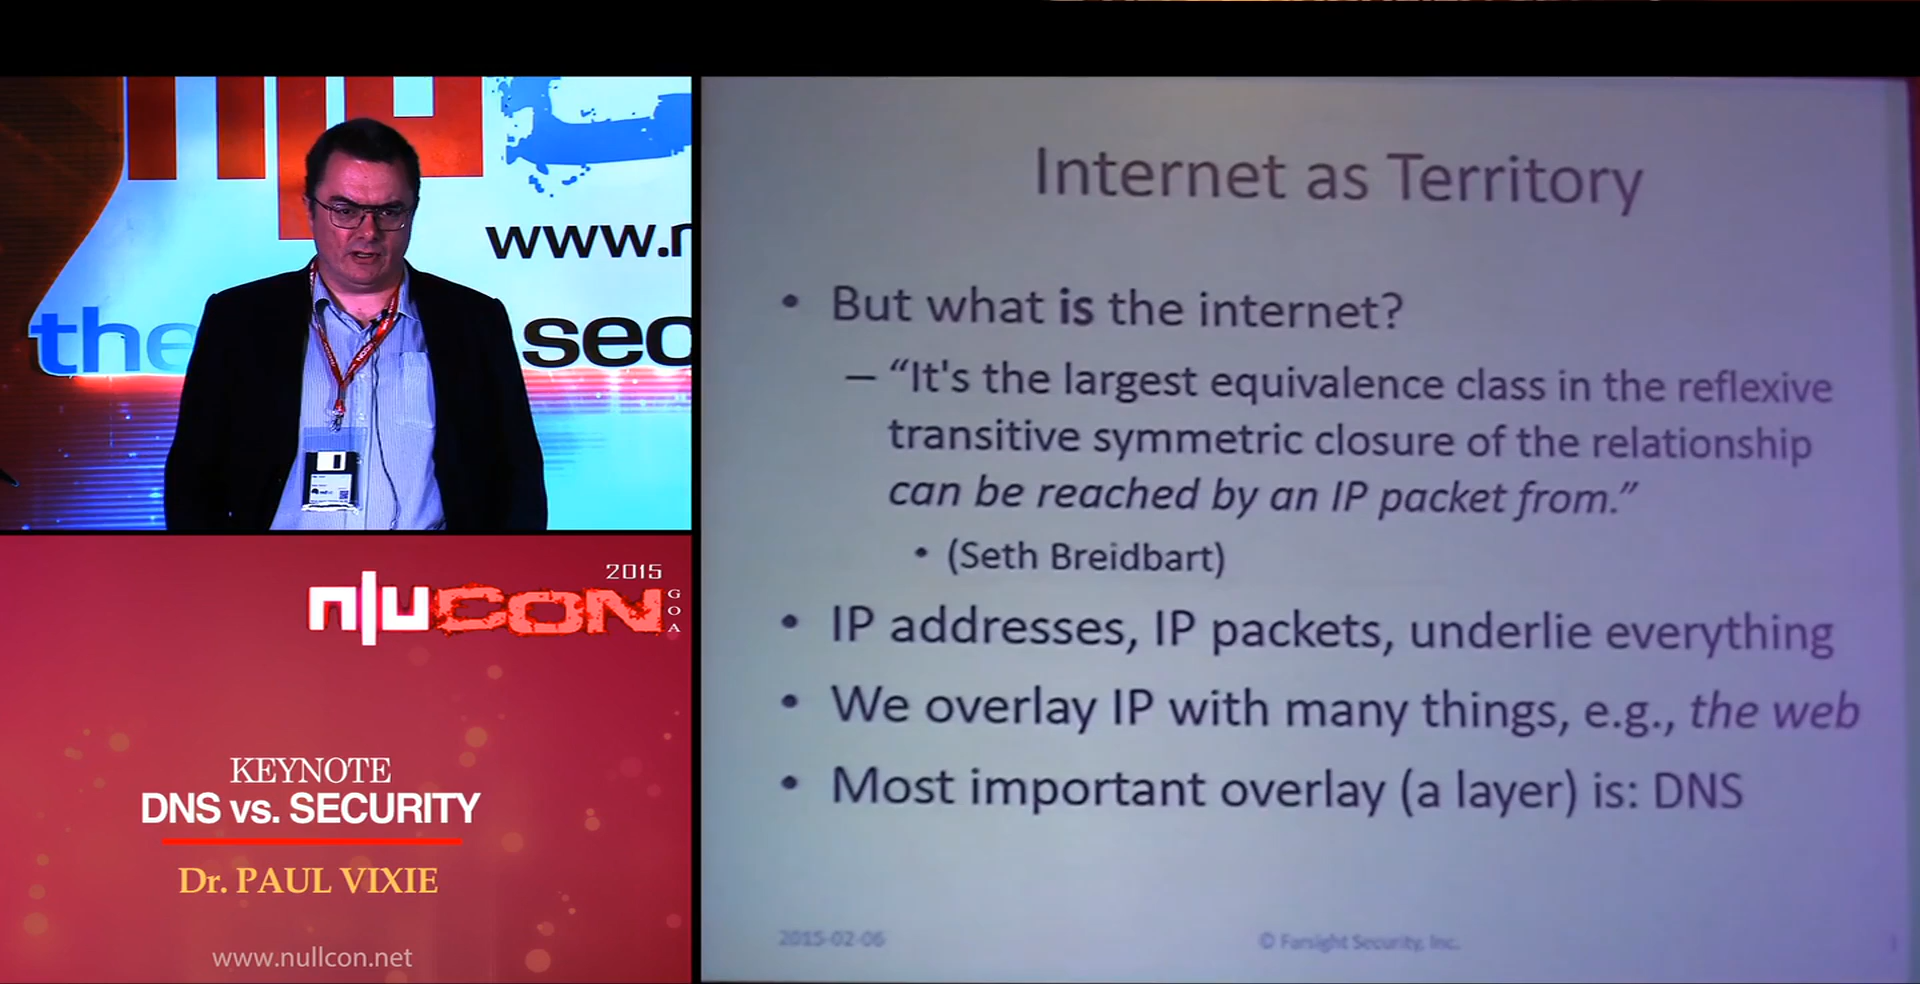 www.n
the
sec
n|u CON
2015
GOA
KEYNOTE
DNS vs. SECURITY
Dr. PAUL VIXIE
www.nullcon.net
Internet as Territory
• But what is the internet?
– “It's the largest equivalence class in the reflexive
transitive symmetric closure of the relationship
can be reached by an IP packet from.”
• (Seth Breidbart)
• IP addresses, IP packets, underlie everything
• We overlay IP with many things, e.g., the web
• Most important overlay (a layer) is: DNS
2015-02-06
© Farsight Security, Inc.